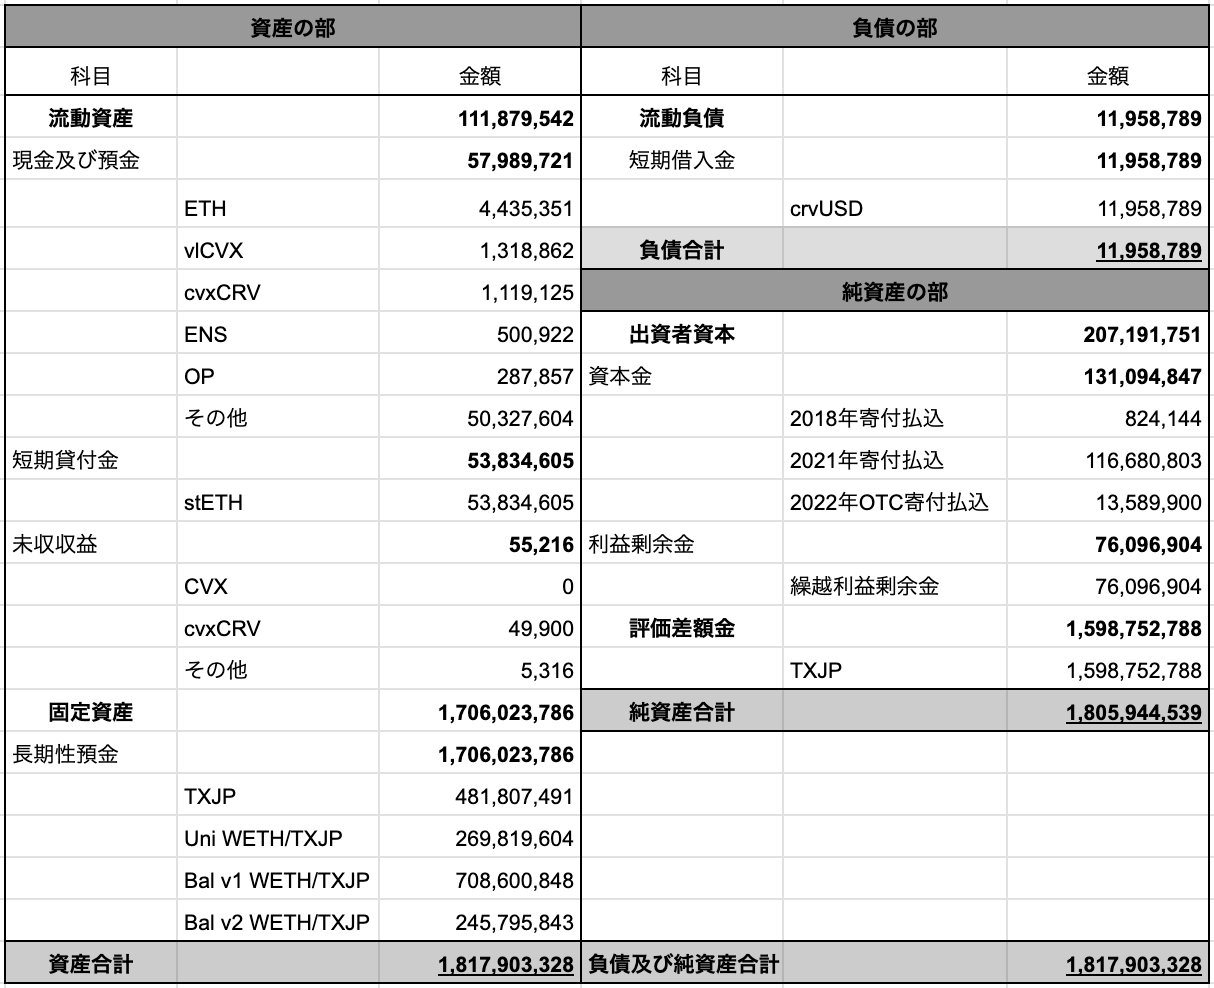 資産の部 負債の部
科目 金額 科目 金額
流動資産 111,879,542 流動負債 11,958,789
現金及び預金 57,989,721 短期借入金 11,958,789
ETH 4,435,351 crvUSD 11,958,789
vlCVX 1,318,862 負債合計 11,958,789
cvxCRV 1,119,125 純資産の部
ENS 500,922 出資者資本 207,191,751
OP 287,857 資本金 131,094,847
その他 50,327,604 2018年寄付払込 824,144
短期貸付金 53,834,605 2021年寄付払込 116,680,803
stETH 53,834,605 2022年OTC寄付払込 13,589,900
未収収益 55,216 利益剰余金 76,096,904
CVX 0 繰越利益剰余金 76,096,904
cvxCRV 49,900 評価差額金 1,598,752,788
その他 5,316 TXJP 1,598,752,788
固定資産 1,706,023,786 純資産合計 1,805,944,539
長期性預金 1,706,023,786
TXJP 481,807,491
Uni WETH/TXJP 269,819,604
Bal v1 WETH/TXJP 708,600,848
Bal v2 WETH/TXJP 245,795,843
資産合計 1,817,903,328 負債及び純資産合計 1,817,903,328